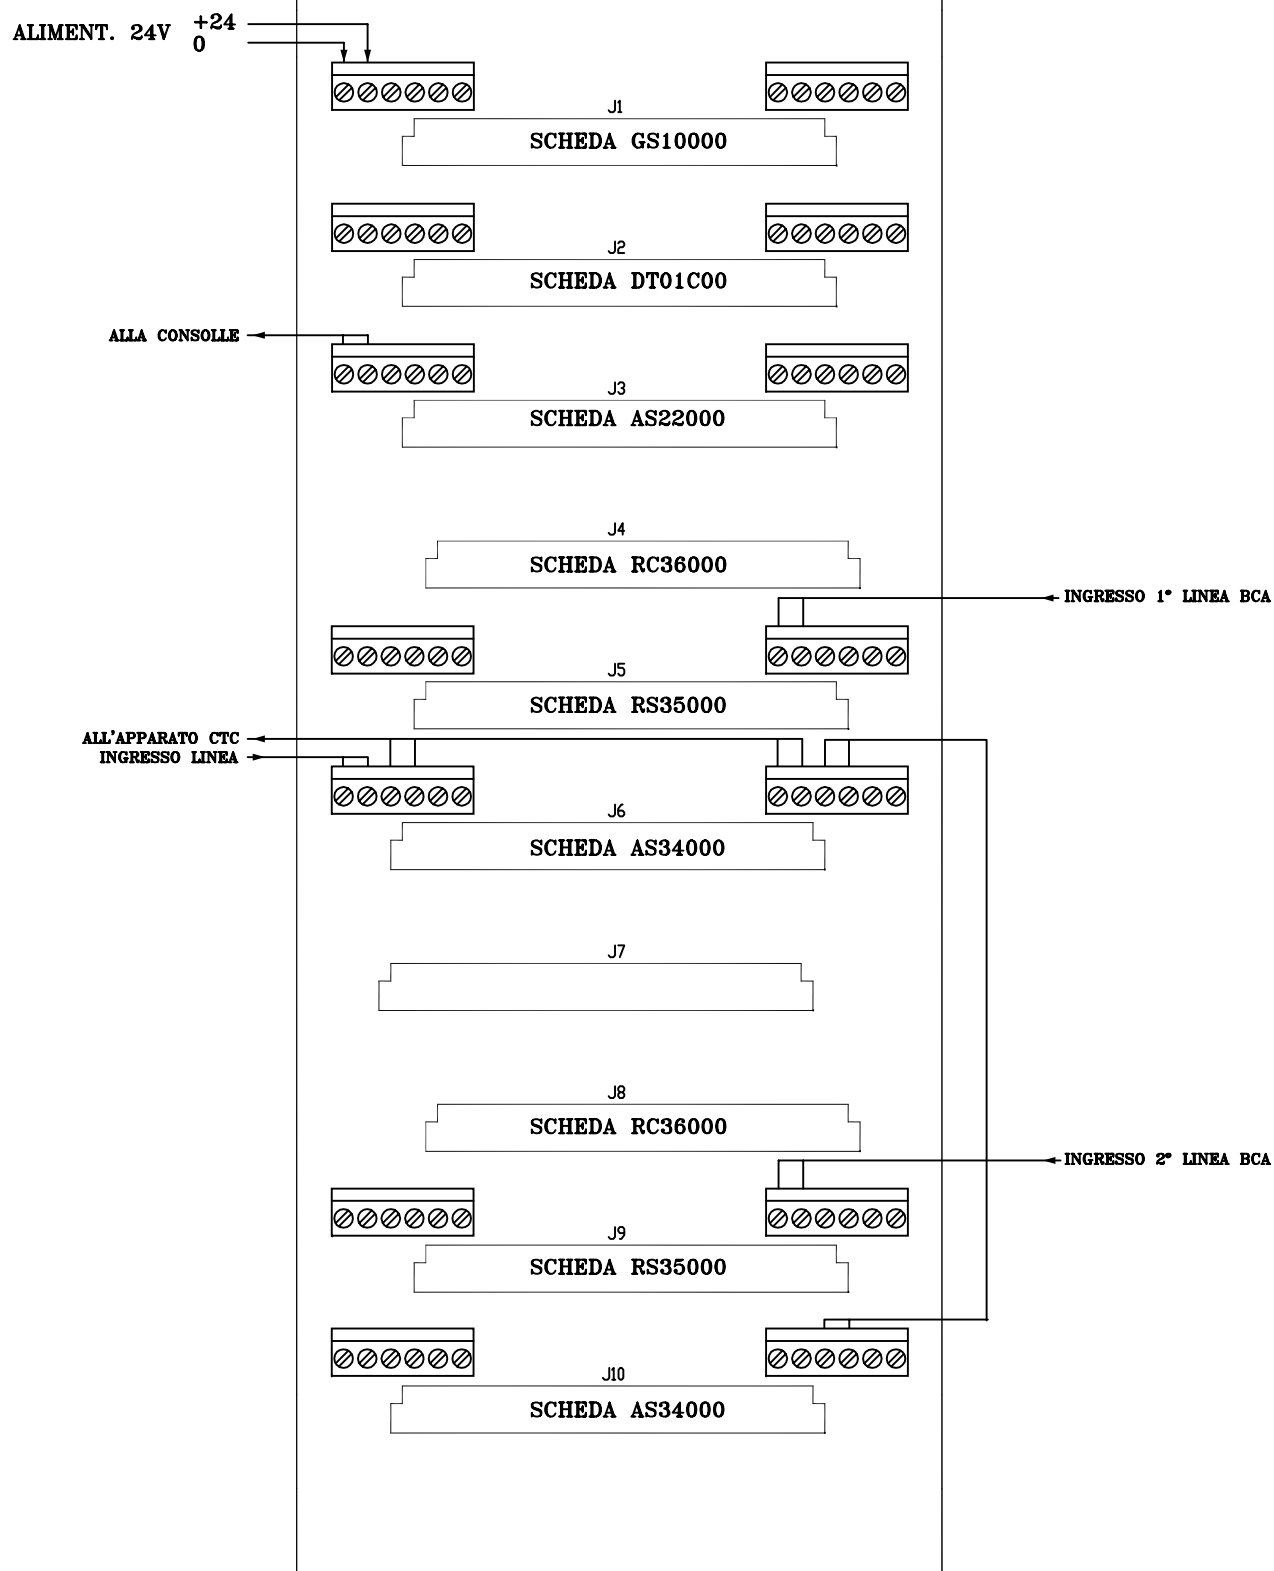 ALIMENT. 24V +24
0
J1
SCHEDA GS10000
J2
SCHEDA DT01C00
ALLA CONSOLLE
J3
SCHEDA AS22000
J4
SCHEDA RC36000
INGRESSO 1° LINEA BCA
J5
SCHEDA RS35000
ALL'APPARATO CTC
INGRESSO LINEA
J6
SCHEDA AS34000
J7
J8
SCHEDA RC36000
INGRESSO 2° LINEA BCA
J9
SCHEDA RS35000
J10
SCHEDA AS34000